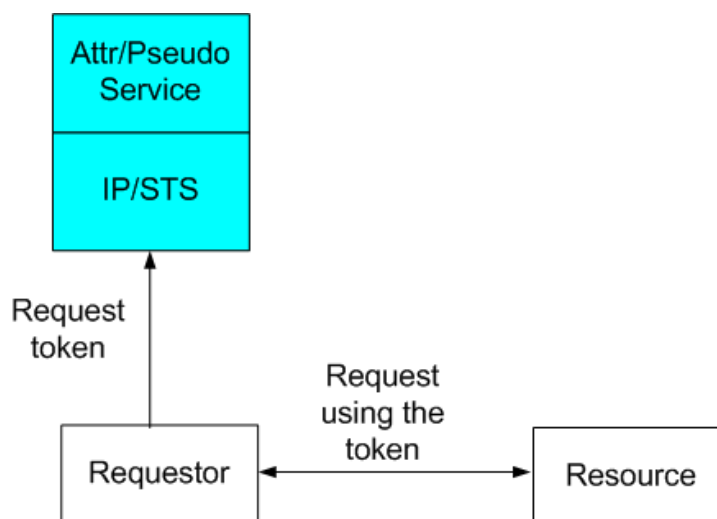 Attr/Pseudo
Service
IP/STS
Request
token
Request
using the
token
Requestor
Resource